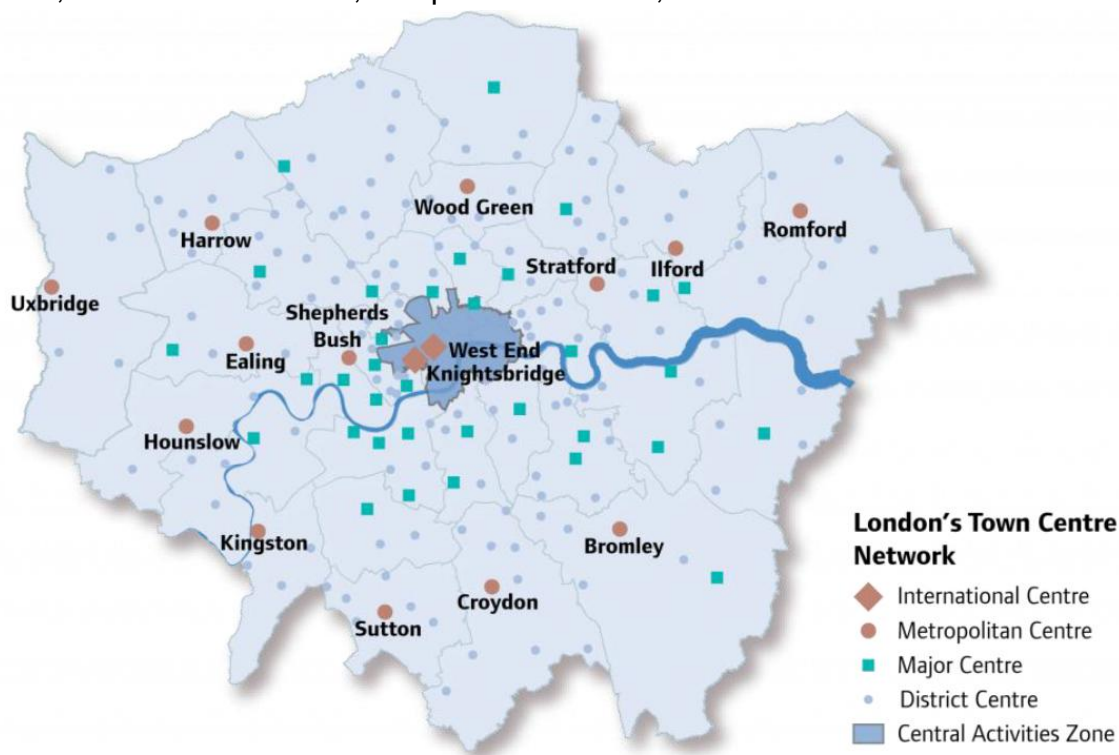 Wood Green
Harrow
Romford
Stratford
Ilford
Uxbridge
Shepherds
Bush
Ealing
West End
Knightsbridge
Hounslow
Kingston
Bromley
Croydon
Sutton
London's Town Centre
Network
International Centre
Metropolitan Centre
Major Centre
District Centre
Central Activities Zone